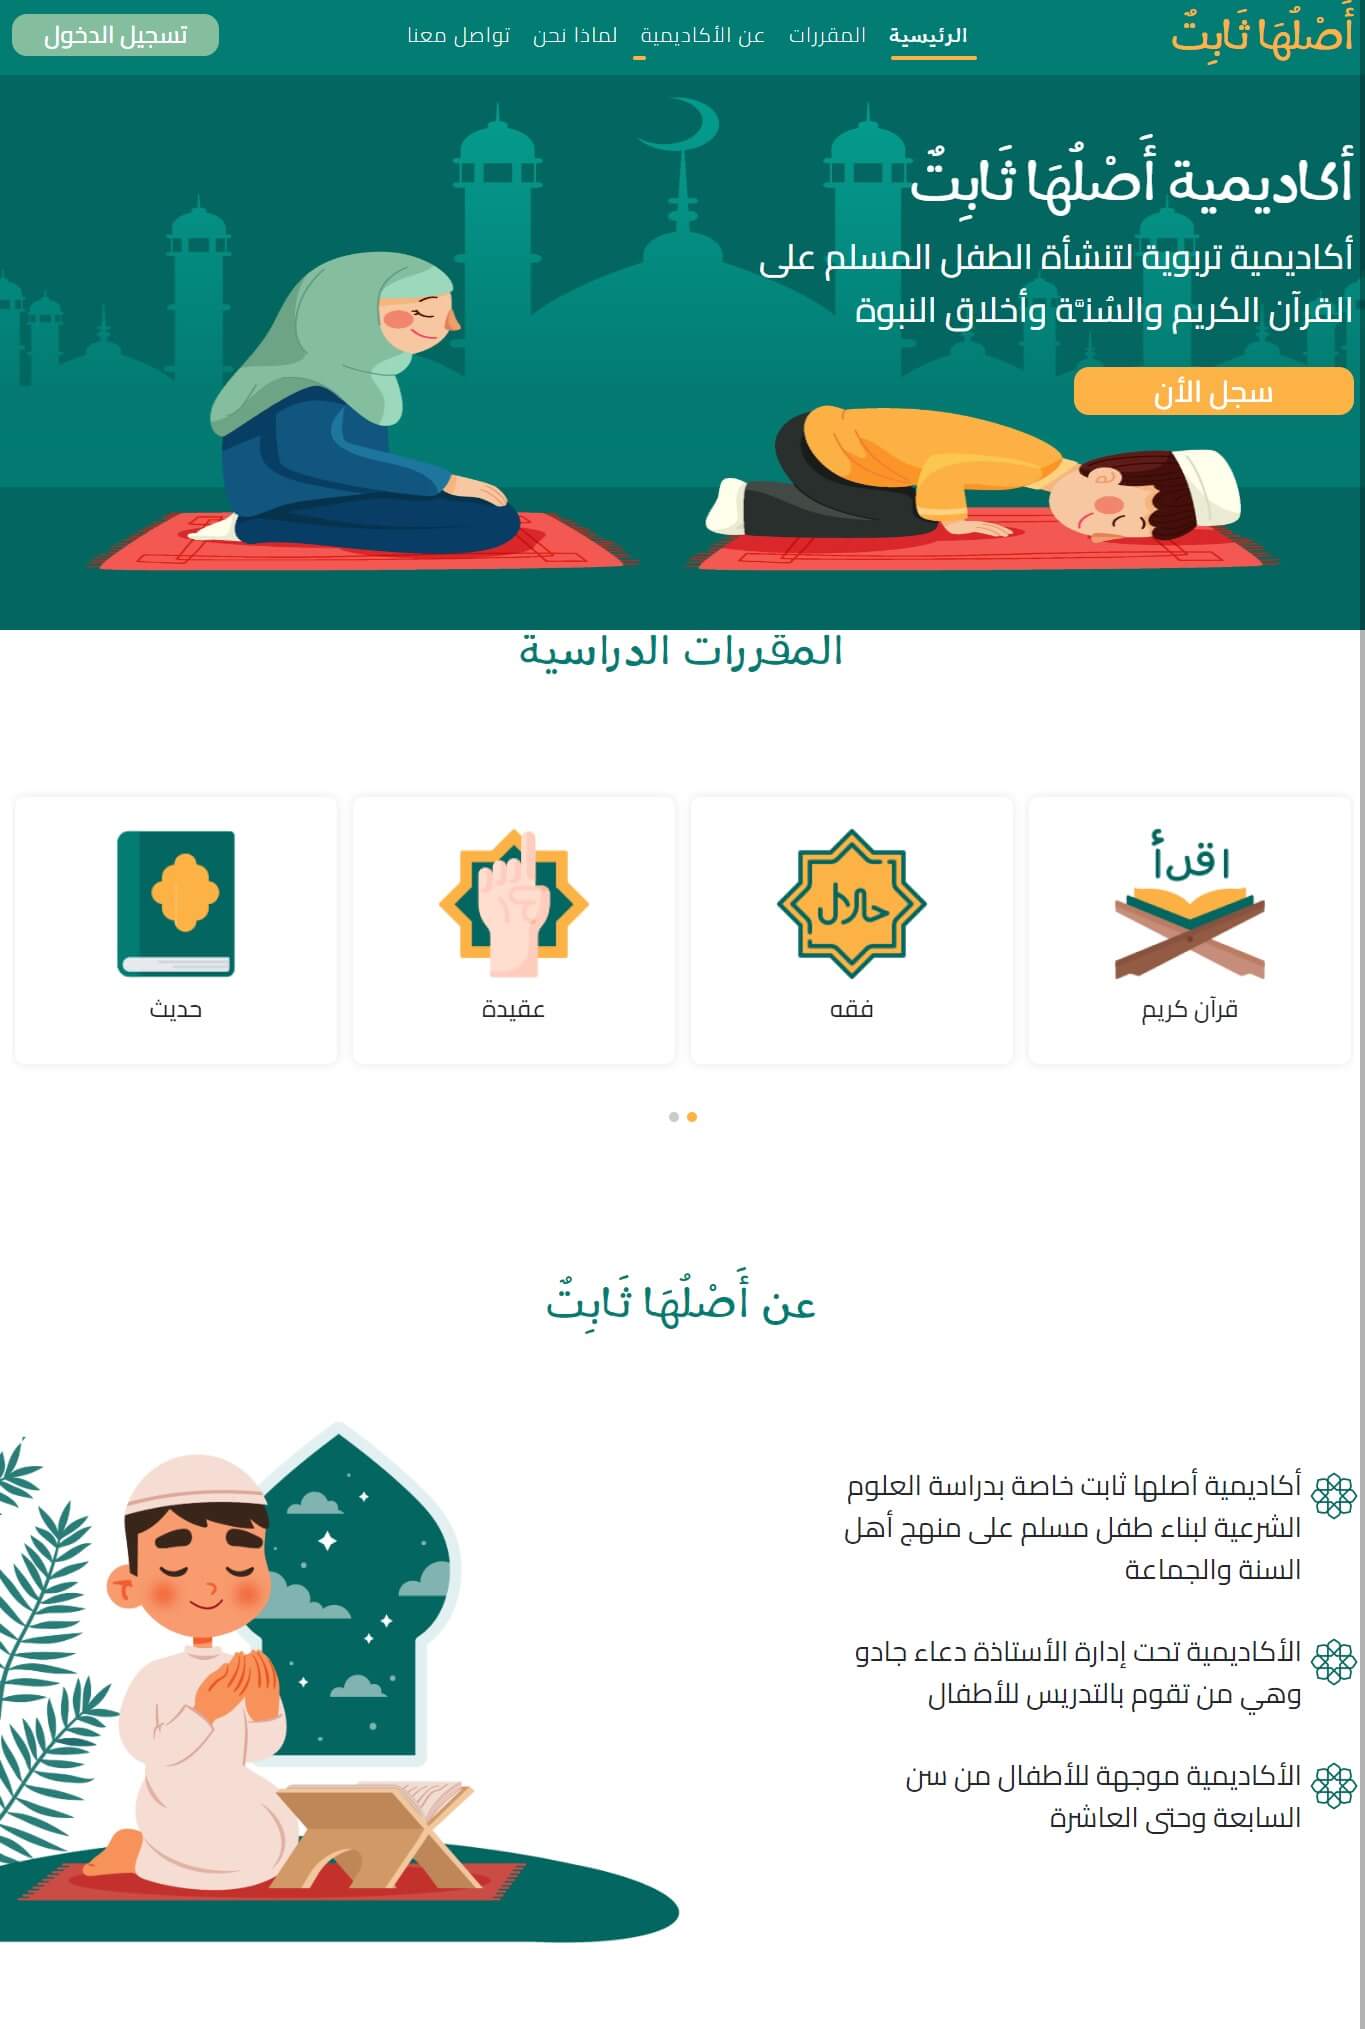 أَصْلُهَا ثَابِتٌ
الرئيسية
المقررات
عن الأكاديمية
لماذا نحن
تواصل معنا
تسجيل الدخول
أكاديمية أَصْلُهَا ثَابِتٌ
أكاديمية تربوية لتنشأة الطفل المسلم على
القرآن الكريم والسُنَّة وأخلاق النبوة
سجل الأن
المقررات الدراسية
اقرأ
حلال
قرآن كريم
فقه
عقيدة
حديث
عن أَصْلُهَا ثَابِتٌ
أكاديمية أصلها ثابت خاصة بدراسة العلوم
الشرعية لبناء طفل مسلم على منهج أهل
السنة والجماعة
الأكاديمية تحت إدارة الأستاذة دعاء جادو
وهي من تقوم بالتدريس للأطفال
الأكاديمية موجهة للأطفال من سن
السابعة وحتى العاشرة